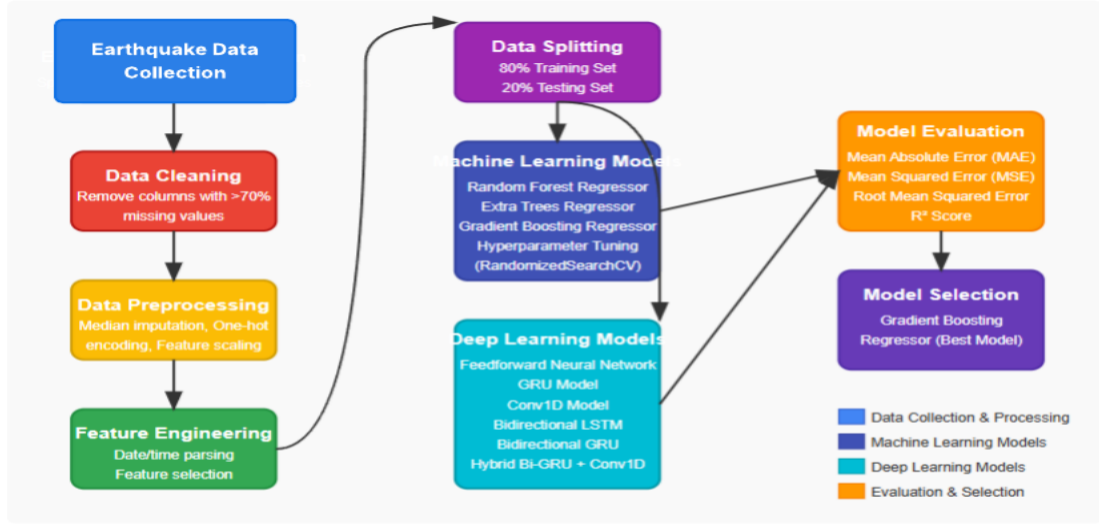 Earthquake Data
Collection
Data Cleaning
Remove columns with >70%
missing values
Data Preprocessing
Median imputation, One-hot
encoding, Feature scaling
Feature Engineering
Date/time parsing
Feature selection
Data Splitting
80% Training Set
20% Testing Set
Machine Learning Models
Random Forest Regressor
Extra Trees Regressor
Gradient Boosting Regressor
Hyperparameter Tuning
(RandomizedSearchCV)
Deep Learning Models
Feedforward Neural Network
GRU Model
Conv1D Model
Bidirectional LSTM
Bidirectional GRU
Hybrid Bi-GRU + Conv1D
Model Evaluation
Mean Absolute Error (MAE)
Mean Squared Error (MSE)
Root Mean Squared Error
R² Score
Model Selection
Gradient Boosting
Regressor (Best Model)
Data Collection & Processing
Machine Learning Models
Deep Learning Models
Evaluation & Selection